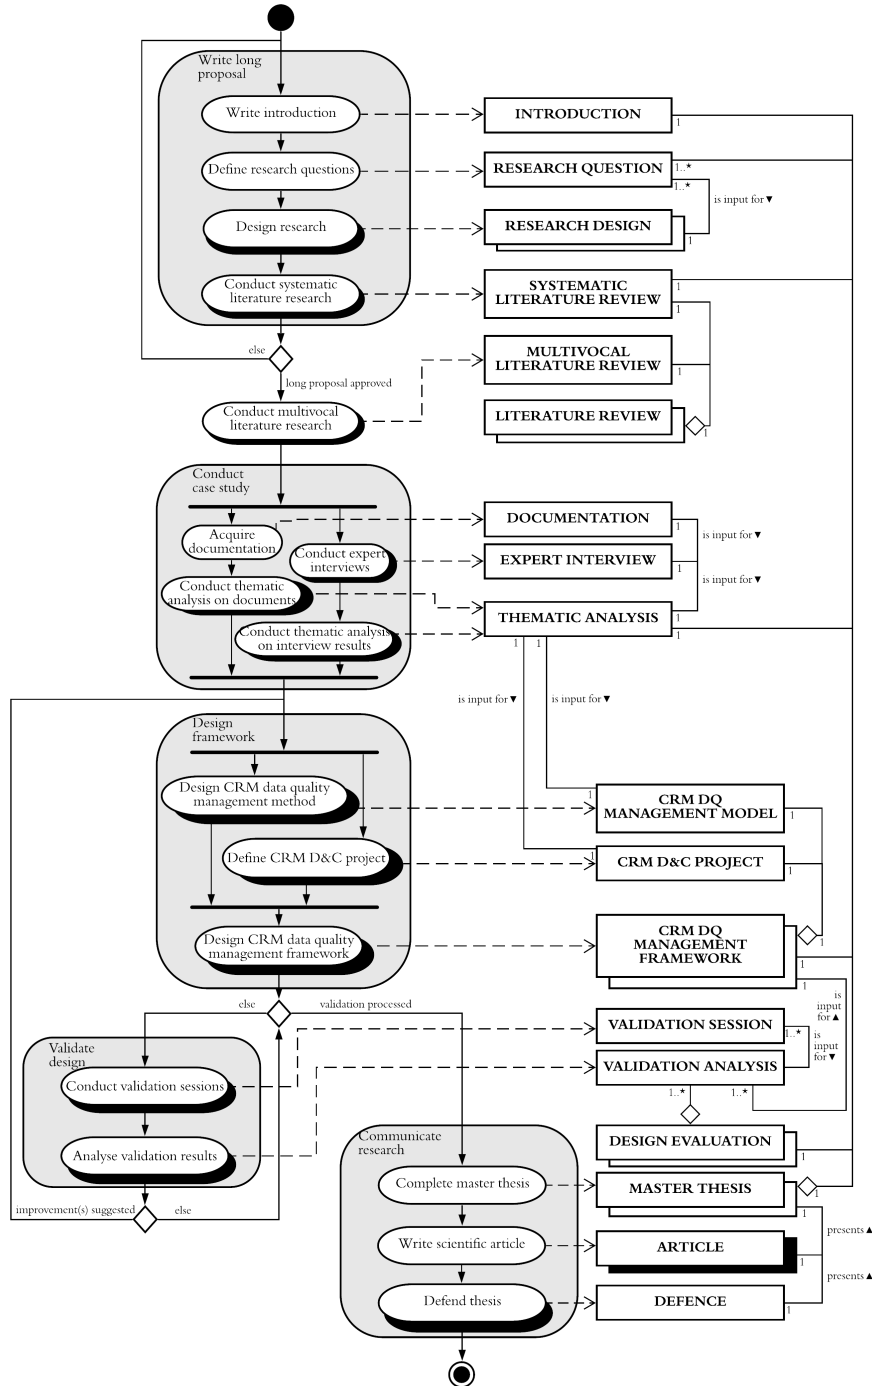 Write long
proposal
Write introduction
INTRODUCTION
1
Define research questions
RESEARCH QUESTION
1..*
1..*
is input for▼
Design research
RESEARCH DESIGN
1
Conduct systematic
literature research
SYSTEMATIC
LITERATURE REVIEW
1
1
else
MULTIVOCAL
LITERATURE REVIEW
1
long proposal approved
Conduct multivocal
literature research
LITERATURE REVIEW
1
Conduct
case study
Acquire
documentation
DOCUMENTATION
1
is input for▼
Conduct expert
interviews
EXPERT INTERVIEW
1
is input for▼
Conduct thematic
analysis on documents
THEMATIC ANALYSIS
1
1
1
1
Conduct thematic analysis
on interview results
is input for▼
is input for▼
Design
framework
Design CRM data quality
management method
1
CRM DQ
MANAGEMENT MODEL
1
Define CRM D&C project
1
CRM D&C PROJECT
1
Design CRM data quality
management framework
CRM DQ
MANAGEMENT
FRAMEWORK
1
1
1
is
input
for▲
else
validation processed
VALIDATION SESSION
1..*
is
input
for▼
Validate
design
Conduct validation sessions
VALIDATION ANALYSIS
1
1..*
1..*
Analyse validation results
Communicate
research
DESIGN EVALUATION
1
Complete master thesis
MASTER THESIS
1
1
improvement(s) suggested
else
presents▲
Write scientific article
ARTICLE
1
presents▲
Defend thesis
DEFENCE
1